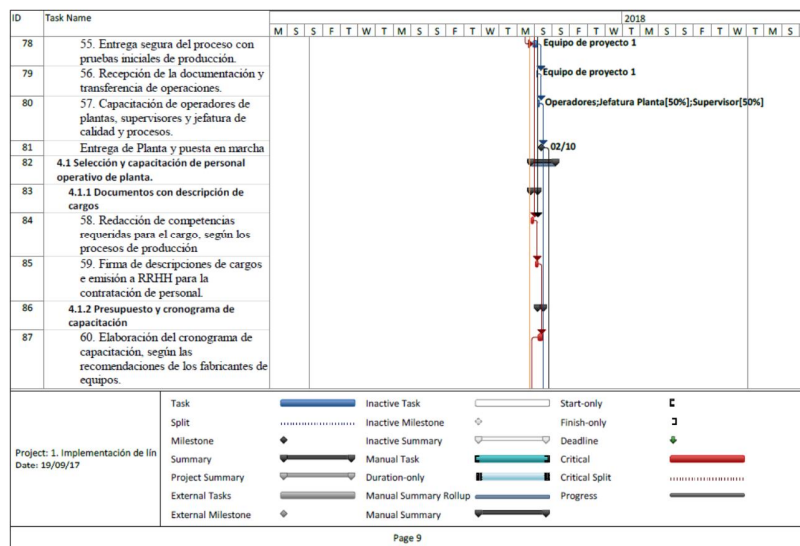 ID Task Name 2018
M S S F T W T M S S F T W T M S S F T W T M S S F T W T M S
78 55. Entrega segura del proceso con
pruebas iniciales de producción.
Equipo de proyecto 1
79 56. Recepción de la documentación y
transferencia de operaciones.
Equipo de proyecto 1
80 57. Capacitación de operadores de
plantas, supervisores y jefatura de
calidad y procesos.
Operadores;Jefatura Planta[50%];Supervisor[50%]
81 Entrega de Planta y puesta en marcha 02/10
82 4.1 Selección y capacitación de personal
operativo de planta.
83 4.1.1 Documentos con descripción de
cargos
84 58. Redacción de competencias
requeridas para el cargo, según los
procesos de producción
85 59. Firma de descripciones de cargos
e emisión a RRHH para la
contratación de personal.
86 4.1.2 Presupuesto y cronograma de
capacitación
87 60. Elaboración del cronograma de
capacitación, según las
recomendaciones de los fabricantes de
equipos.
Project: 1. Implementación de lín
Date: 19/09/17
Task Inactive Task Start-only
Split Inactive Milestone Finish-only
Milestone Inactive Summary Deadline
Summary Manual Task Critical
Project Summary Duration-only Critical Split
External Tasks Manual Summary Rollup Progress
External Milestone Manual Summary
Page 9